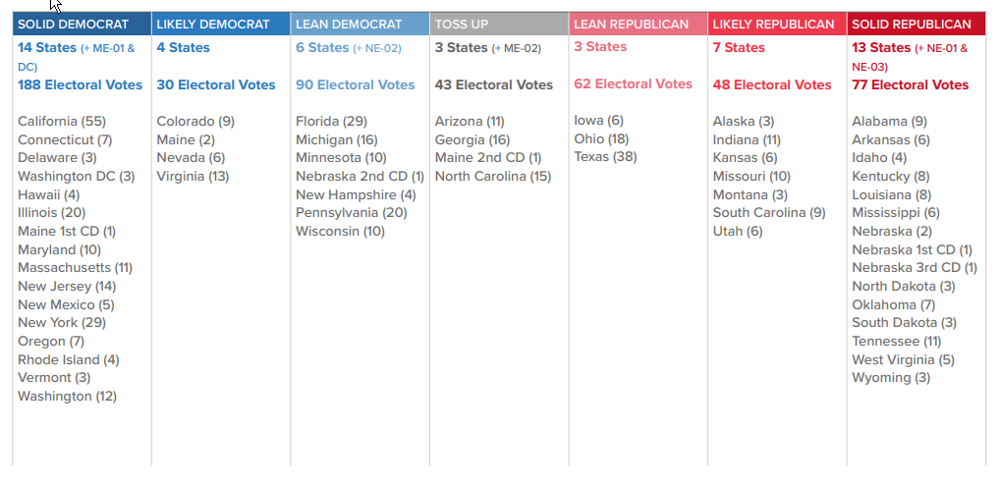 SOLID DEMOCRAT
14 States (+ ME-01 &
DC)
188 Electoral Votes
California (55)
Connecticut (7)
Delaware (3)
Washington DC (3)
Hawaii (4)
Illinois (20)
Maine 1st CD (1)
Maryland (10)
Massachusetts (11)
New Jersey (14)
New Mexico (5)
New York (29)
Oregon (7)
Rhode Island (4)
Vermont (3)
Washington (12)
LIKELY DEMOCRAT
4 States
30 Electoral Votes
Colorado (9)
Maine (2)
Nevada (6)
Virginia (13)
LEAN DEMOCRAT
6 States (+ NE-02)
90 Electoral Votes
Florida (29)
Michigan (16)
Minnesota (10)
Nebraska 2nd CD (1)
New Hampshire (4)
Pennsylvania (20)
Wisconsin (10)
TOSS UP
3 States (+ ME-02)
43 Electoral Votes
Arizona (11)
Georgia (16)
Maine 2nd CD (1)
North Carolina (15)
LEAN REPUBLICAN
3 States
62 Electoral Votes
Iowa (6)
Ohio (18)
Texas (38)
LIKELY REPUBLICAN
7 States
48 Electoral Votes
Alaska (3)
Indiana (11)
Kansas (6)
Missouri (10)
Montana (3)
South Carolina (9)
Utah (6)
SOLID REPUBLICAN
13 States (+ NE-01 &
NE-03)
77 Electoral Votes
Alabama (9)
Arkansas (6)
Idaho (4)
Kentucky (8)
Louisiana (8)
Mississippi (6)
Nebraska (2)
Nebraska 1st CD (1)
Nebraska 3rd CD (1)
North Dakota (3)
Oklahoma (7)
South Dakota (3)
Tennessee (11)
West Virginia (5)
Wyoming (3)